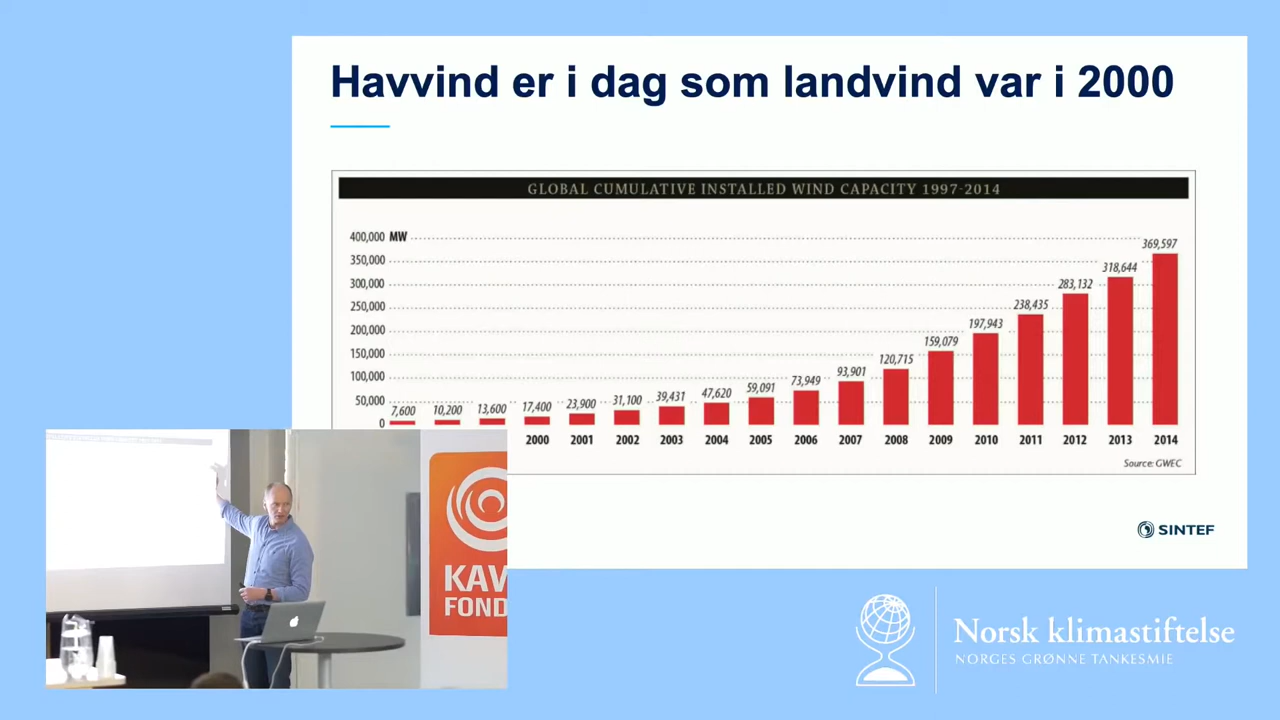 Havvind er i dag som landvind var i 2000
GLOBAL CUMULATIVE INSTALLED WIND CAPACITY 1997-2014
400,000 MW
350,000
300,000
250,000
200,000
150,000
100,000
50,000
0
7,600
10,200
13,600
17,400
23,900
31,100
39,431
47,620
59,091
73,949
93,901
120,715
159,079
197,943
238,435
283,132
318,644
369,597
2000 2001 2002 2003 2004 2005 2006 2007 2008 2009 2010 2011 2012 2013 2014
Source: GWEC
SINTEF
KAV
FOND
Norsk klimastiftelse
NORGES GRØNNE TANKESMIE